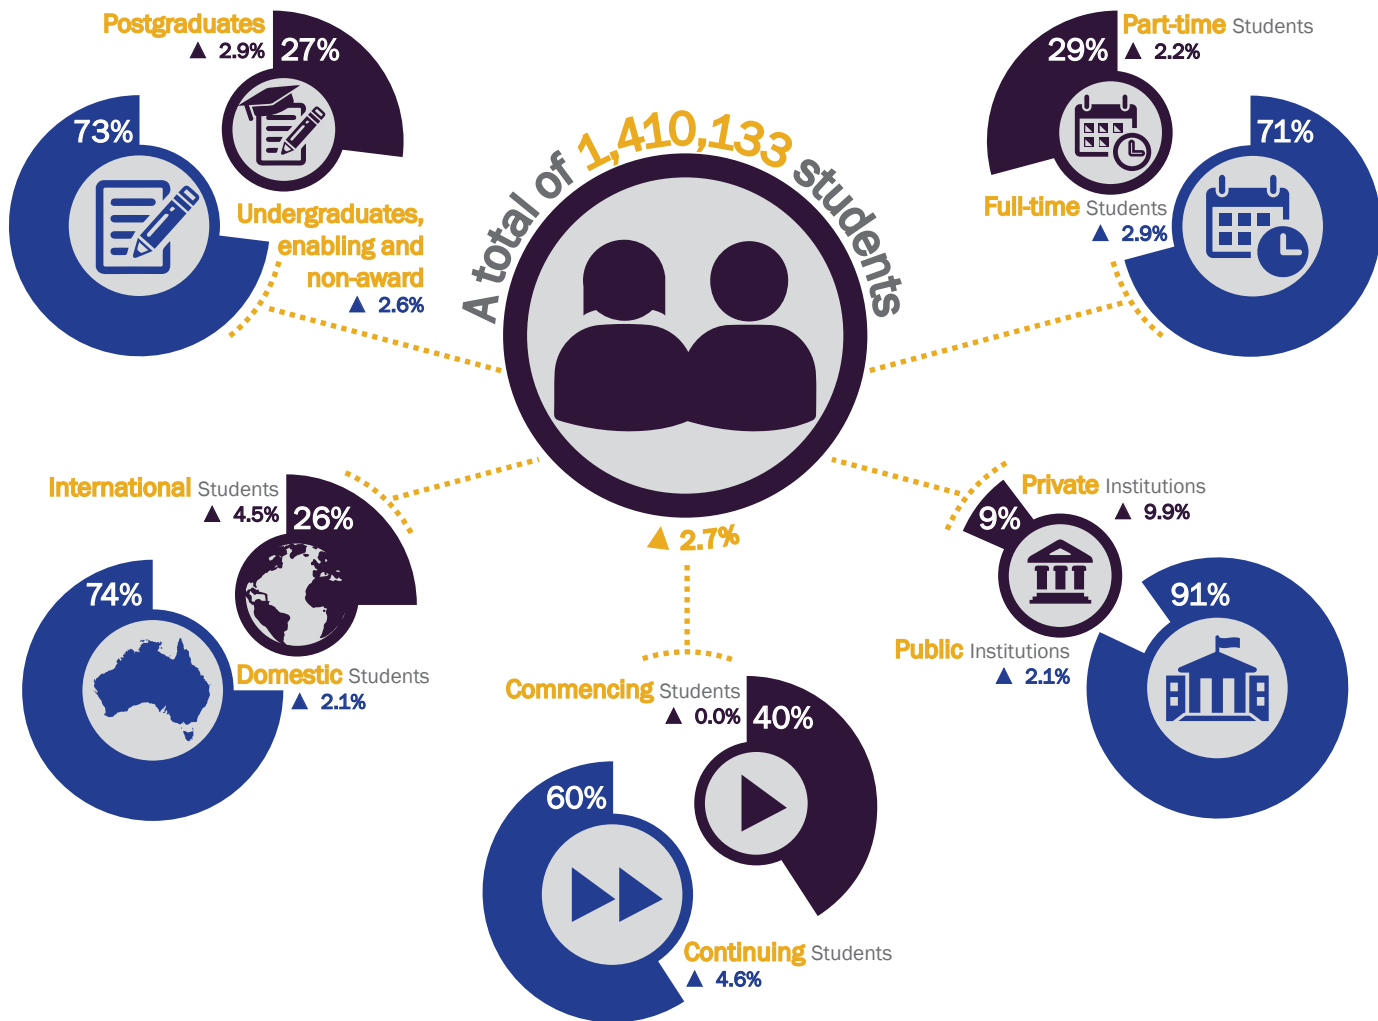 Postgraduates
▲ 2.9%
27%
73%
Undergraduates,
enabling and
non-award
▲ 2.6%
A total of 1,410,133 students
▲ 2.7%
Part-time Students
▲ 2.2%
29%
71%
Full-time Students
▲ 2.9%
International Students
▲ 4.5%
26%
74%
Domestic Students
▲ 2.1%
Private Institutions
▲ 9.9%
9%
91%
Public Institutions
▲ 2.1%
Commencing Students
▲ 0.0%
40%
60%
Continuing Students
▲ 4.6%